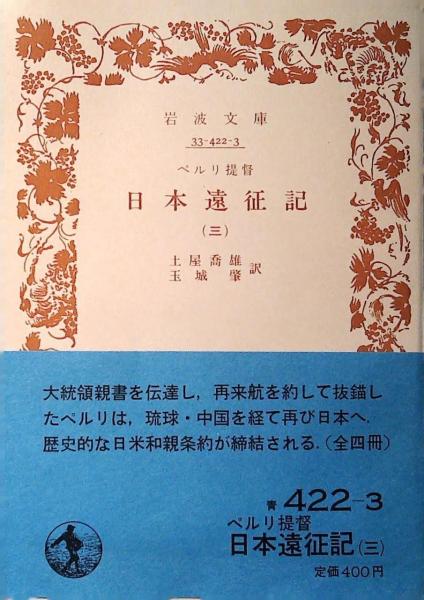 岩波文庫
33-422-3
ペルリ提督
日本遠征記
(三)
土屋喬雄
玉城肇 訳
大統領親書を伝達し，再来航を約して抜錨し
たペルリは，琉球・中国を経て再び日本へ．
歴史的な日米和親条約が締結される．(全四冊)
青 422-3
ペルリ提督
日本遠征記(三)
定価400円